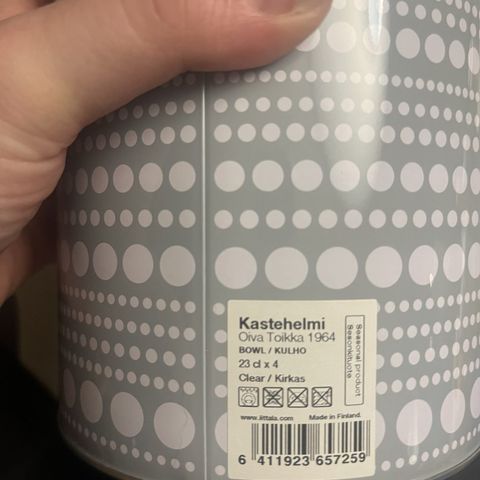 Kastehelmi
Oiva Toikka 1964
BOWL / KULHO
23 cl x 4
Clear / Kirkas
Seasonal product
Sesonkituote
www.iittala.com Made in Finland.
6 411923 657259